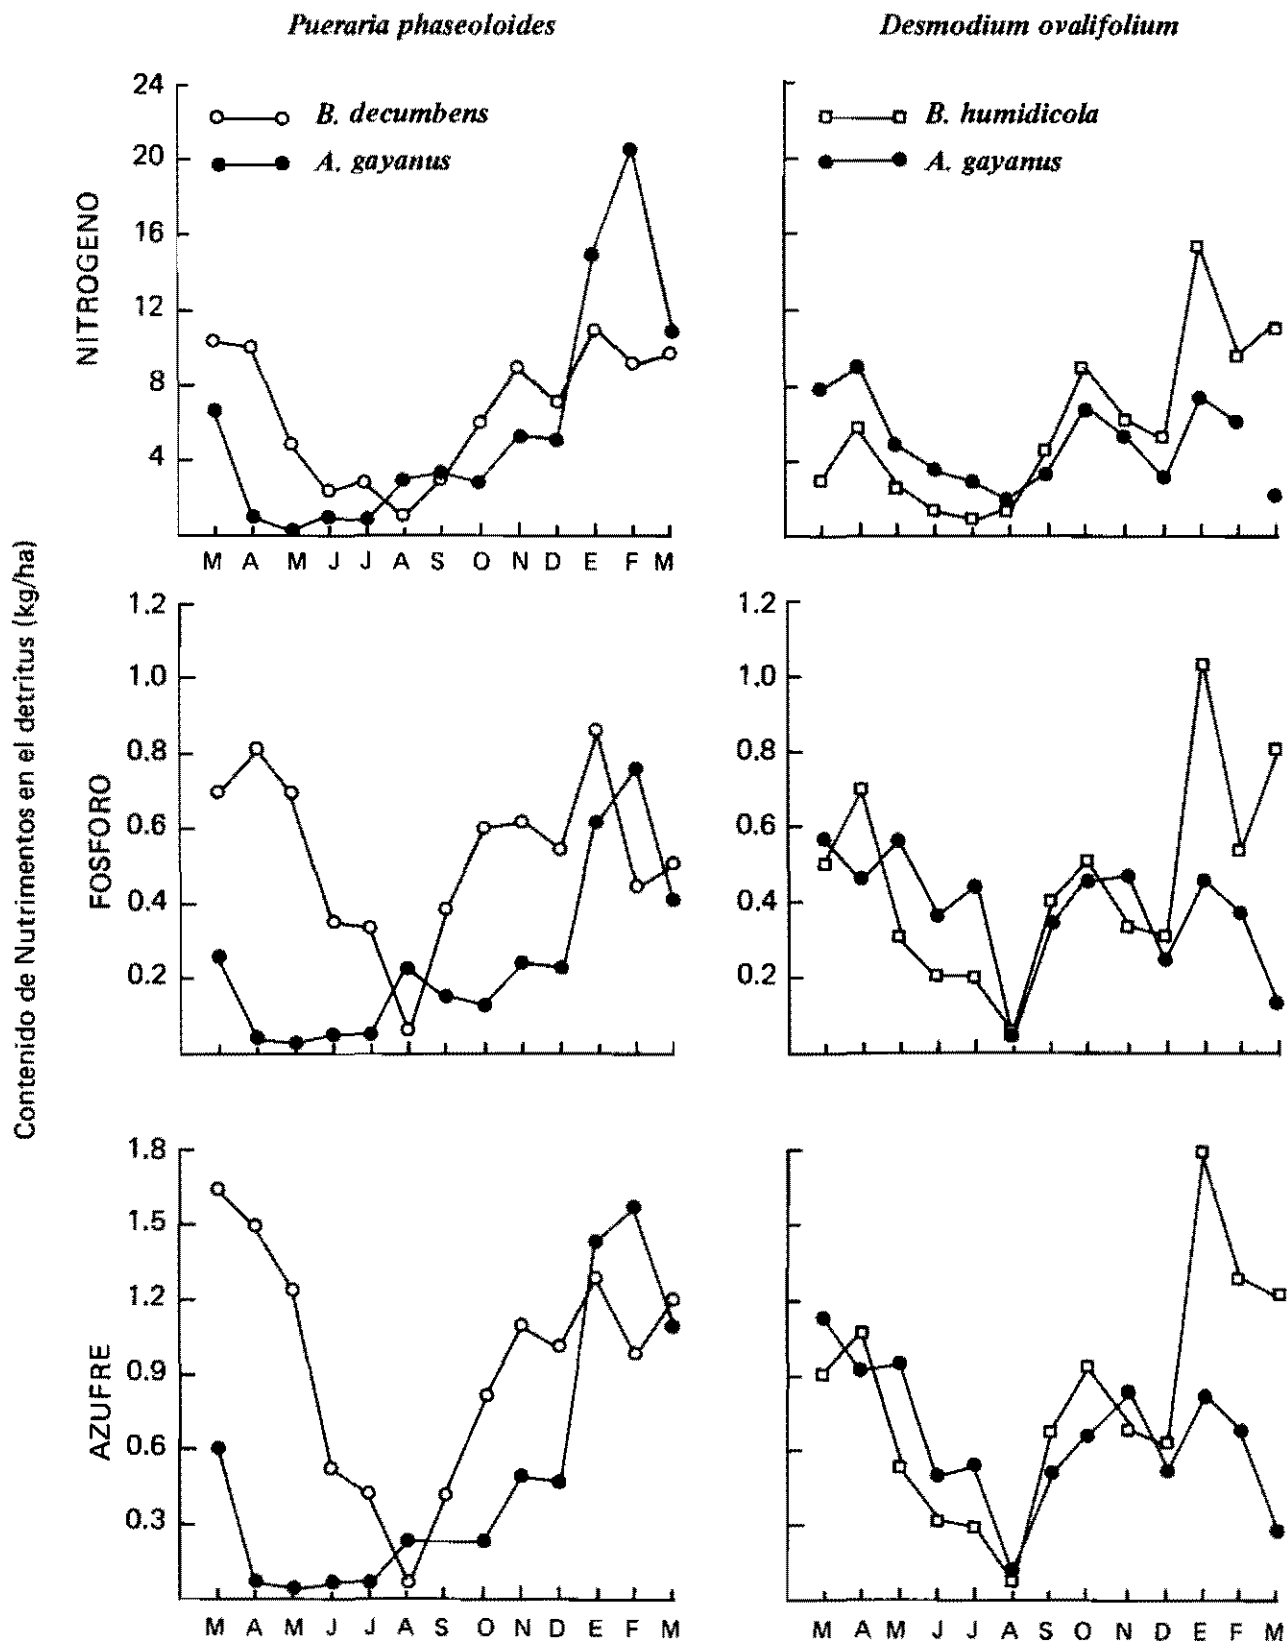 Pueraria phaseoloides
Desmodium ovalifolium
Contenido de Nutrimentos en el detritus (kg/ha)
NITROGENO
24
20
16
12
8
4
B. decumbens
A. gayanus
B. humidicola
A. gayanus
M A M J J A S O N D E F M
FOSFORO
1.2
1.0
0.8
0.6
0.4
0.2
1.2
1.0
0.8
0.6
0.4
0.2
AZUFRE
1.8
1.5
1.2
0.9
0.6
0.3
M A M J J A S O N D E F M
M A M J J A S O N D E F M